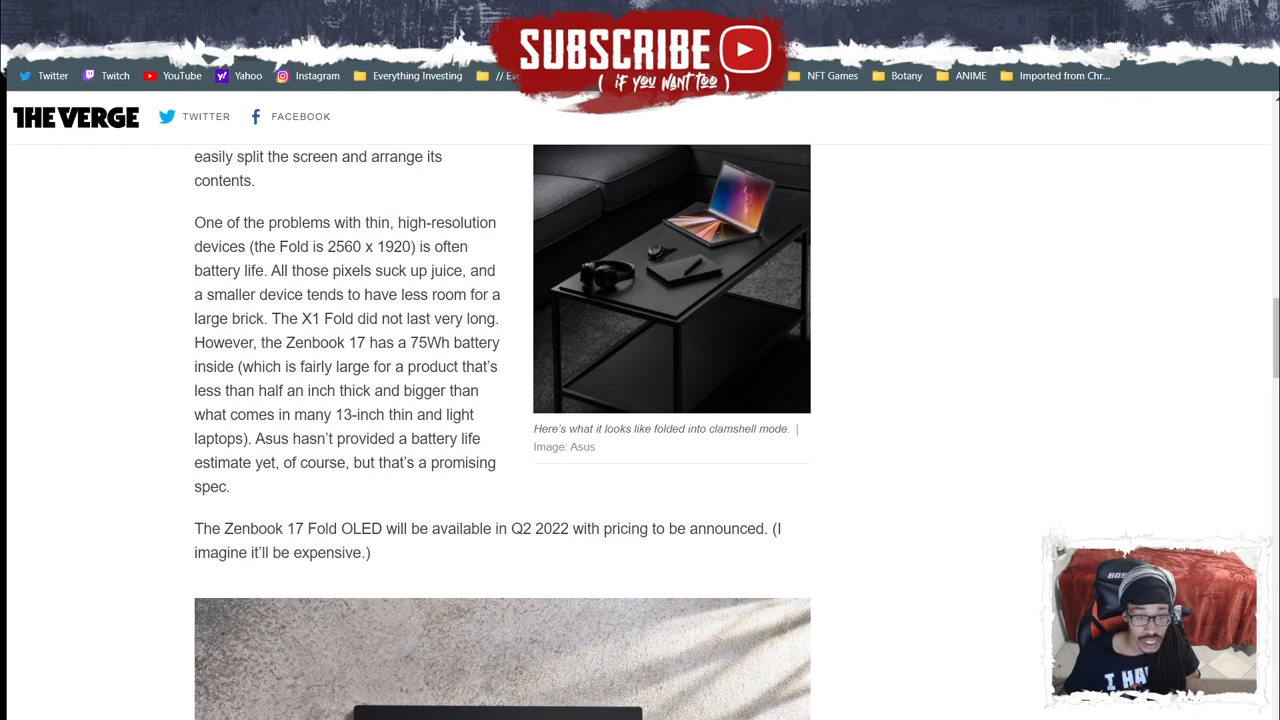 SUBSCRIBE
( if you want too )
Twitter Twitch YouTube Yahoo Instagram Everything Investing NFT Games Botany ANIME Imported from Chr...
THE VERGE TWITTER FACEBOOK
easily split the screen and arrange its
contents.
One of the problems with thin, high-resolution
devices (the Fold is 2560 x 1920) is often
battery life. All those pixels suck up juice, and
a smaller device tends to have less room for a
large brick. The X1 Fold did not last very long.
However, the Zenbook 17 has a 75Wh battery
inside (which is fairly large for a product that’s
less than half an inch thick and bigger than
what comes in many 13-inch thin and light
laptops). Asus hasn’t provided a battery life
estimate yet, of course, but that’s a promising
spec.
Here’s what it looks like folded into clamshell mode. |
Image: Asus
The Zenbook 17 Fold OLED will be available in Q2 2022 with pricing to be announced. (I
imagine it’ll be expensive.)
I HA